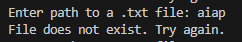 Enter path to a .txt file: aiap
File does not exist. Try again.